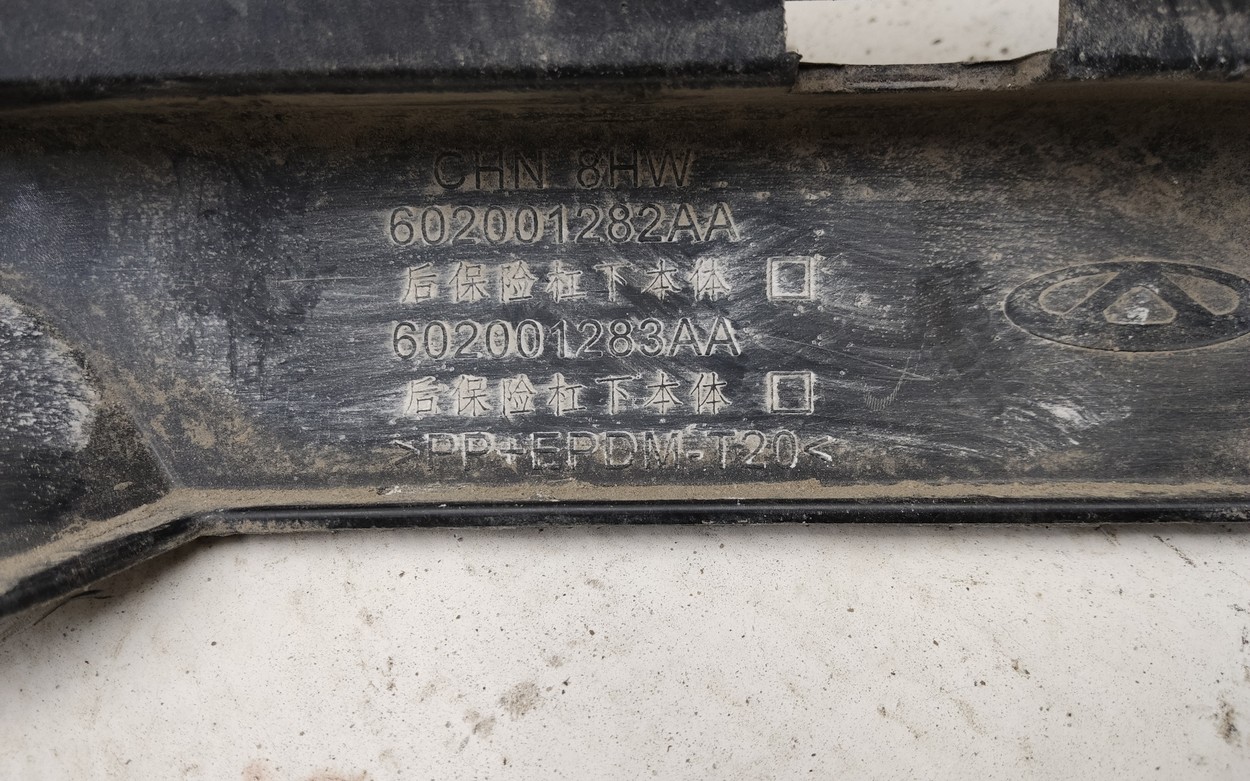 CHN 8HW
602001282AA
后保险杠下本体 □
602001283AA
后保险杠下本体 □
>PP+EPDM-T20<